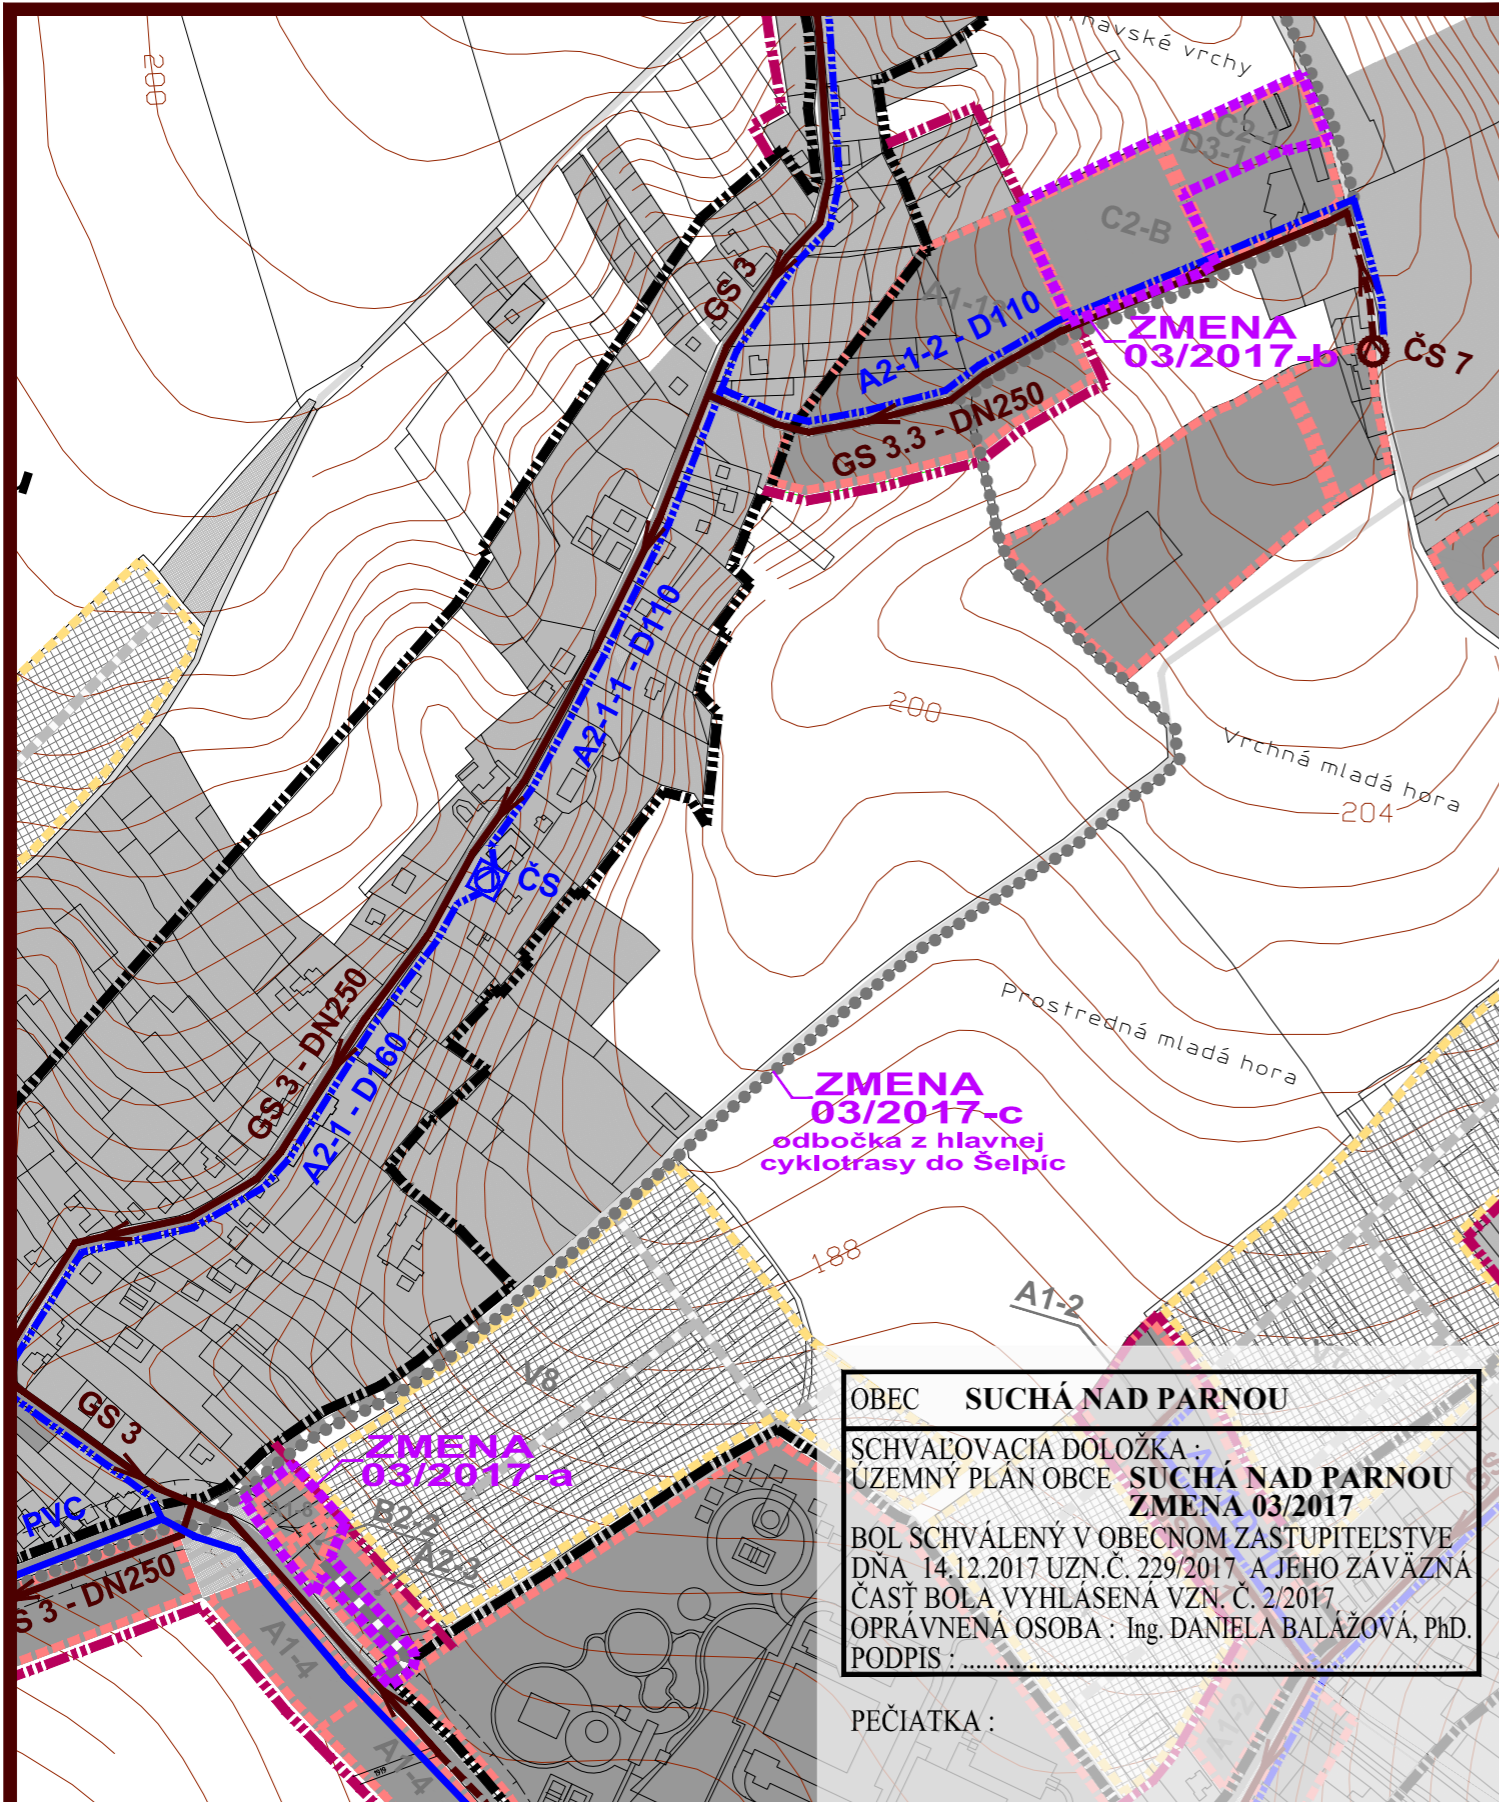 200
C2-1
D3-1
C2-B
GS 3
A2-1-2 - D110
ZMENA
03/2017-b
ČS 7
GS 3.3 - DN250
A2-1-1 - D110
200
Vrchná mladá hora
204
ČS
GS 3 - DN250
A2-1 - D160
Prostredná mladá hora
ZMENA
03/2017-c
odbočka z hlavnej
cyklotrasy do Šelpíc
188
A1-2
V8
GS 3
ZMENA
03/2017-a
B2-2
A2-3
PVC
S 3 - DN250
A1-4
A1-4
OBEC SUCHÁ NAD PARNOU
SCHVAĽOVACIA DOLOŽKA :
ÚZEMNÝ PLÁN OBCE SUCHÁ NAD PARNOU
ZMENA 03/2017
BOL SCHVÁLENÝ V OBECNOM ZASTUPITEĽSTVE
DŇA 14.12.2017 UZN.Č. 229/2017 A JEHO ZÁVÄZNÁ
ČASŤ BOLA VYHLÁSENÁ VZN. Č. 2/2017
OPRÁVNENÁ OSOBA : Ing. DANIELA BALÁŽOVÁ, PhD.
PODPIS :
PEČIATKA :
A1-2